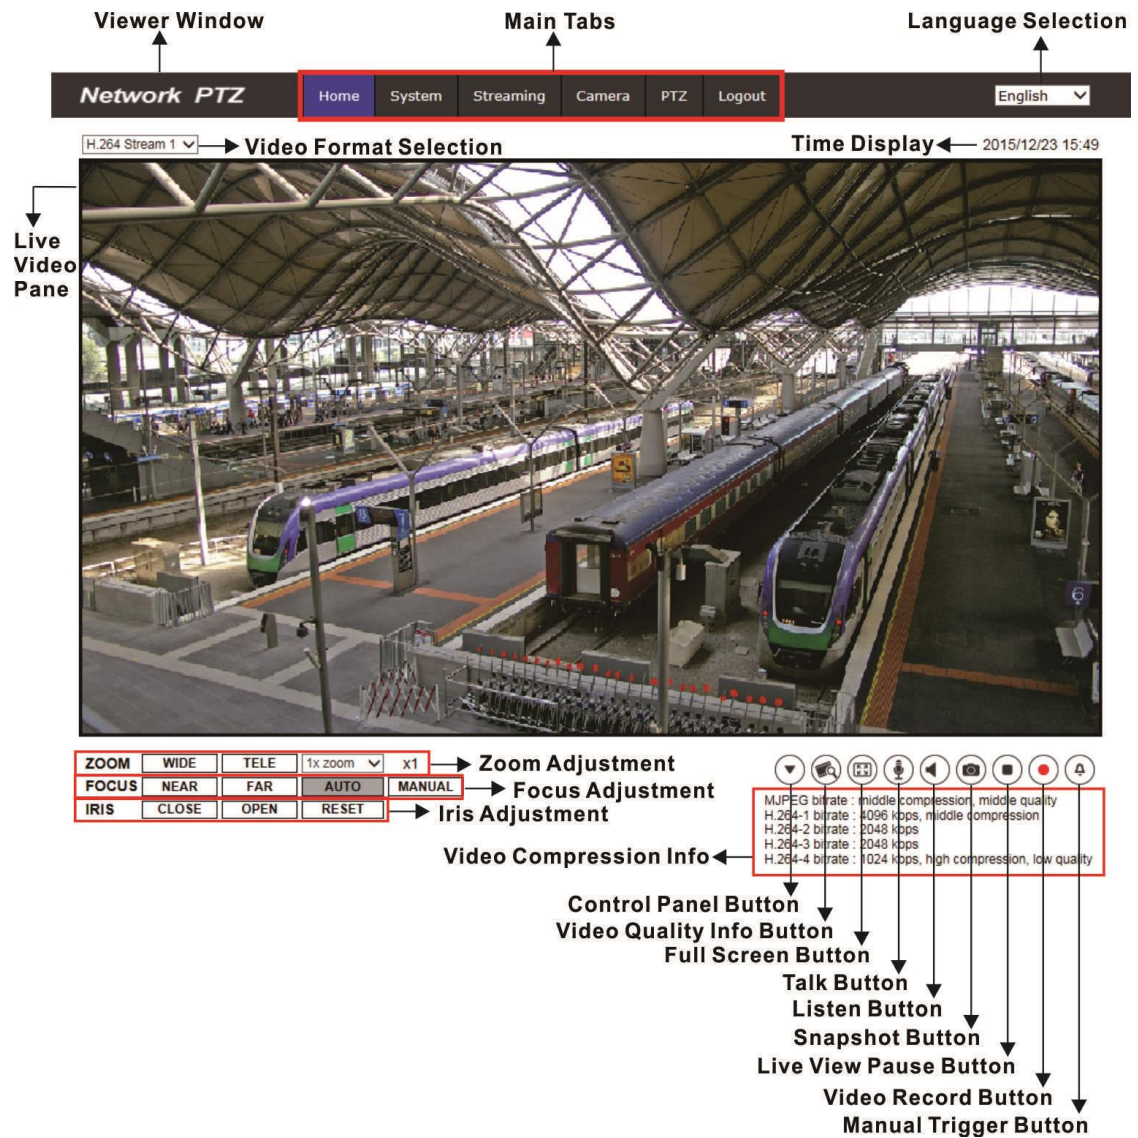 Viewer Window
Main Tabs
Language Selection
Network PTZ
Home System Streaming Camera PTZ Logout
English
H.264 Stream 1
Video Format Selection
Time Display
2015/12/23 15:49
Live
Video
Pane
6
ZOOM WIDE TELE 1x zoom x1
Zoom Adjustment
FOCUS NEAR FAR AUTO MANUAL
Focus Adjustment
IRIS CLOSE OPEN RESET
Iris Adjustment
MJPEG bitrate : middle compression, middle quality
H.264-1 bitrate : 4096 kbps, middle compression
H.264-2 bitrate : 2048 kbps
H.264-3 bitrate : 2048 kbps
H.264-4 bitrate : 1024 kbps, high compression, low quality
Video Compression Info
Control Panel Button
Video Quality Info Button
Full Screen Button
Talk Button
Listen Button
Snapshot Button
Live View Pause Button
Video Record Button
Manual Trigger Button